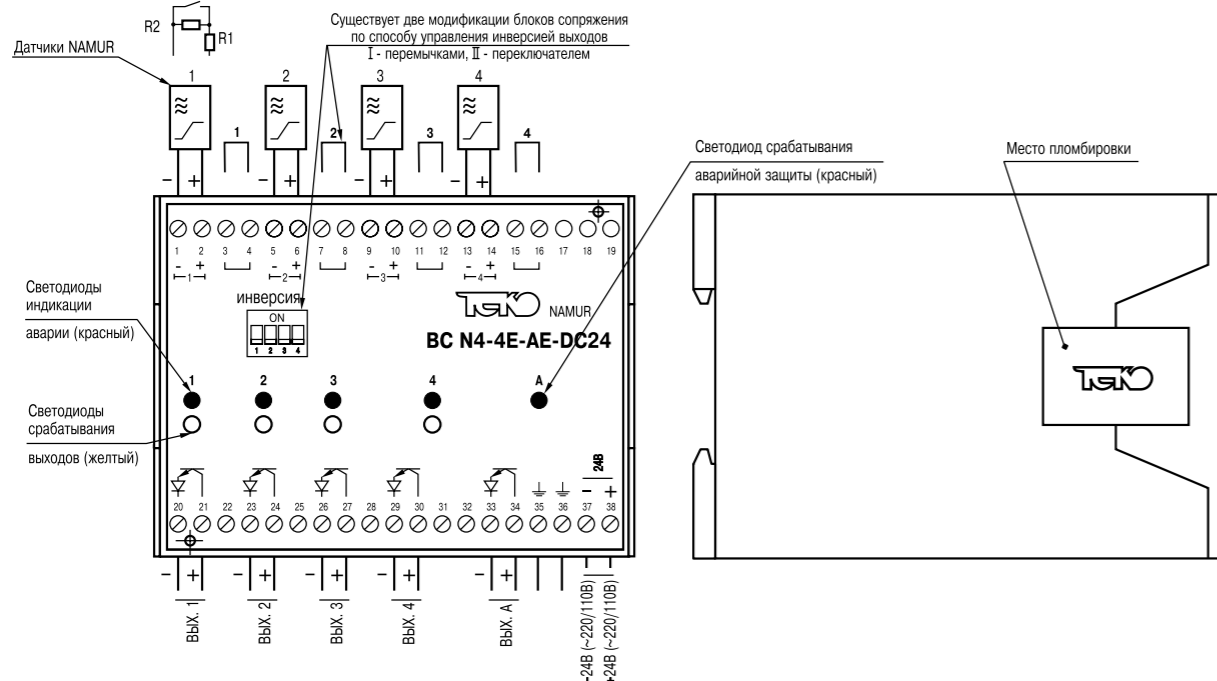 R2
R1
Датчики NAMUR
Существует две модификации блоков сопряжения
по способу управления инверсией выходов
I - перемычками, II - переключателем
1 2 3 4
1 2 3 4
- + - + - + - +
Светодиод срабатывания
аварийной защиты (красный)
Место пломбировки
1 2 3 4 5 6 7 8 9 10 11 12 13 14 15 16 17 18 19
- + - + - + - +
1 2 3 4
инверсия
ON
1 2 3 4
ТЕКО NAMUR
ВС N4-4E-AE-DC24
Светодиоды
индикации
аварии (красный)
1 2 3 4 A
Светодиоды
срабатывания
выходов (желтый)
ТЕКО
24В
- +
20 21 22 23 24 25 26 27 28 29 30 31 32 33 34 35 36 37 38
- + - + - + - + - +
ВЫХ. 1
ВЫХ. 2
ВЫХ. 3
ВЫХ. 4
ВЫХ. А
-24В (~220/110В)
+24В (~220/110В)